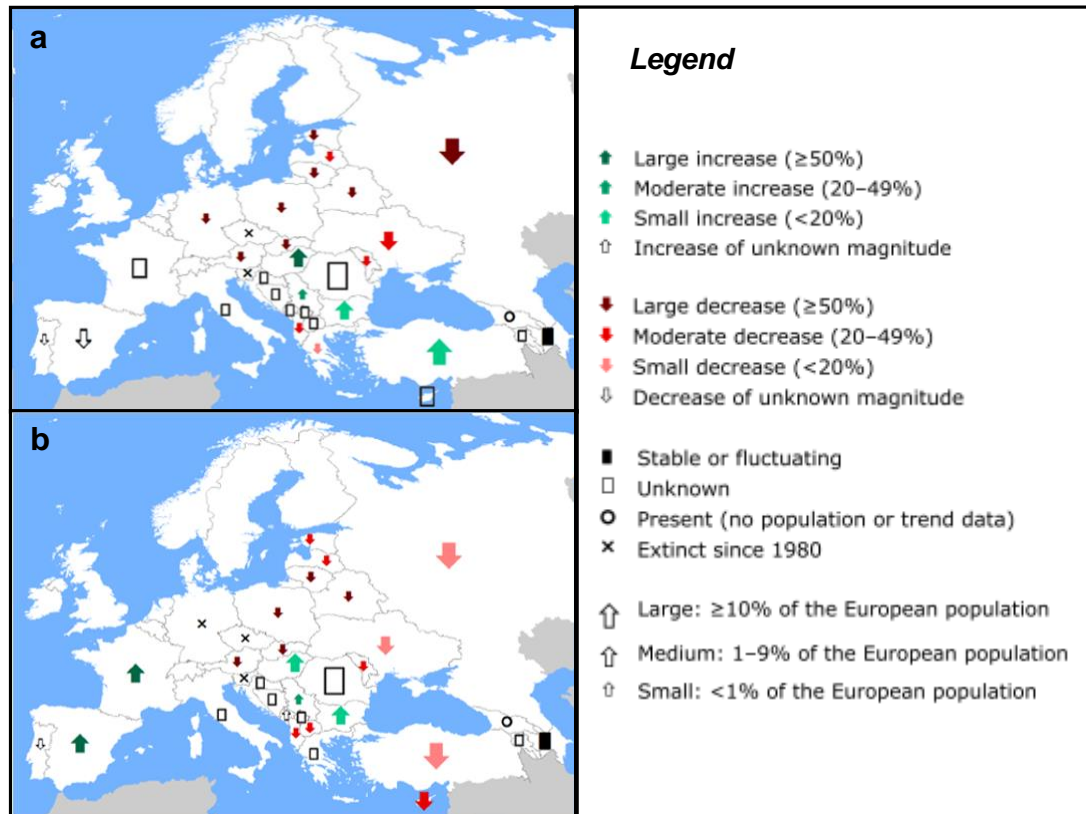 a
b
Legend
Large increase (≥50%)
Moderate increase (20–49%)
Small increase (<20%)
Increase of unknown magnitude
Large decrease (≥50%)
Moderate decrease (20–49%)
Small decrease (<20%)
Decrease of unknown magnitude
Stable or fluctuating
Unknown
Present (no population or trend data)
Extinct since 1980
Large: ≥10% of the European population
Medium: 1–9% of the European population
Small: <1% of the European population